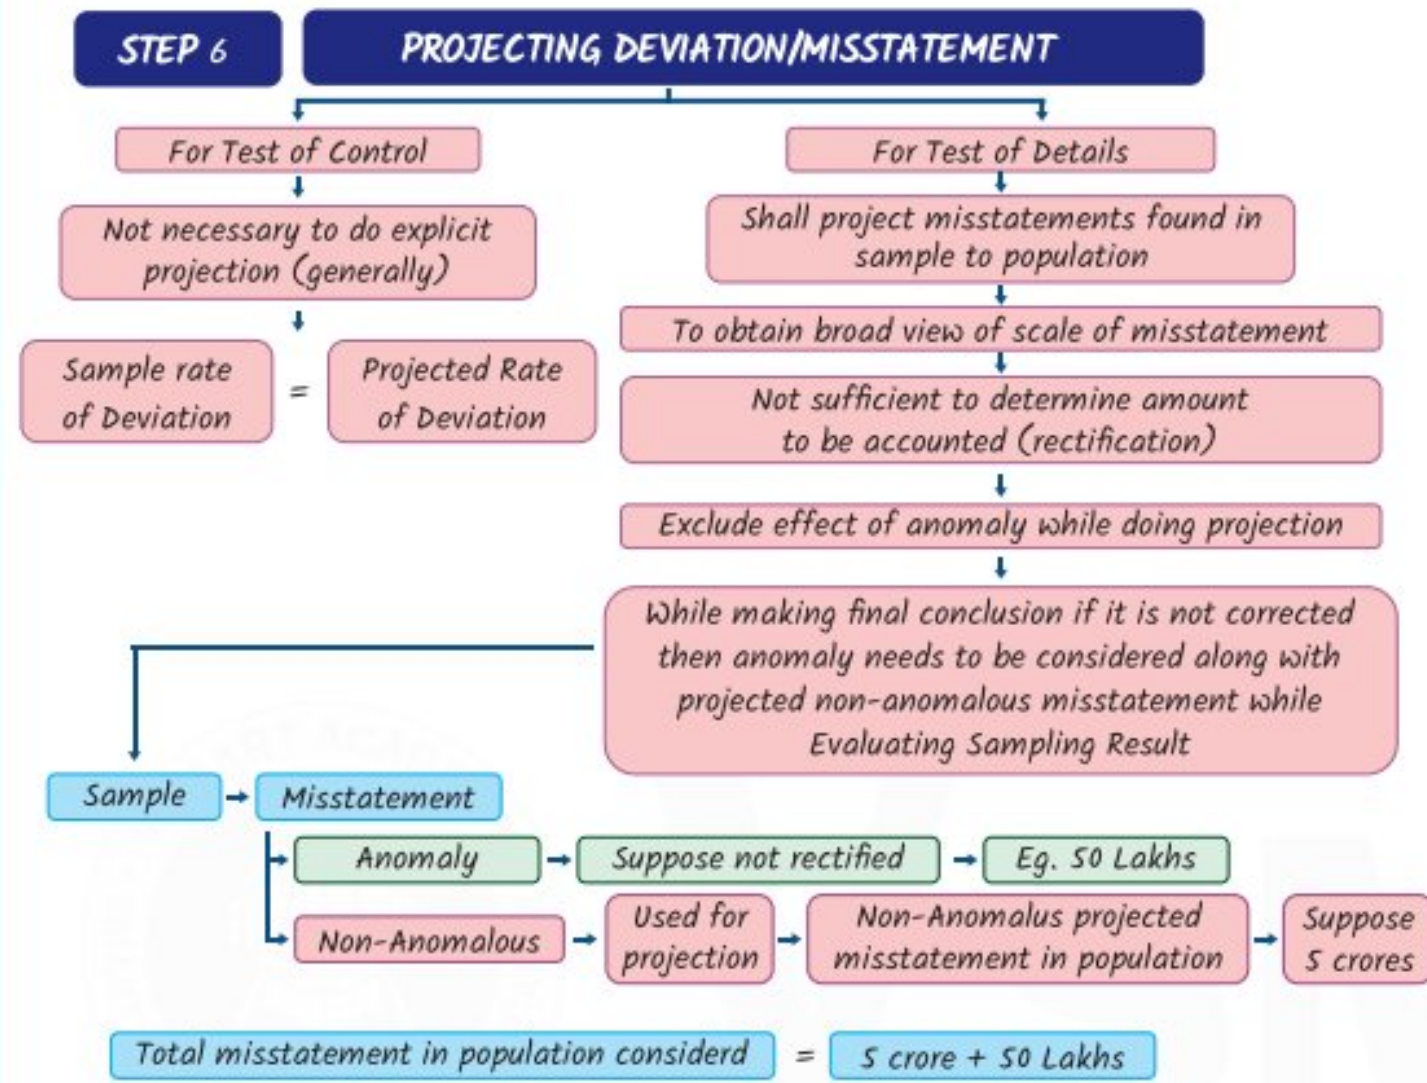 STEP 6
PROJECTING DEVIATION/MISSTATEMENT
For Test of Control
Not necessary to do explicit
projection (generally)
Sample rate
of Deviation
=
Projected Rate
of Deviation
For Test of Details
Shall project misstatements found in
sample to population
To obtain broad view of scale of misstatement
Not sufficient to determine amount
to be accounted (rectification)
Exclude effect of anomaly while doing projection
While making final conclusion if it is not corrected
then anomaly needs to be considered along with
projected non-anomalous misstatement while
Evaluating Sampling Result
Sample
Misstatement
Anomaly
Suppose not rectified
Eg. 50 Lakhs
Non-Anomalous
Used for
projection
Non-Anomalus projected
misstatement in population
Suppose
5 crores
Total misstatement in population considerd
=
5 crore + 50 Lakhs